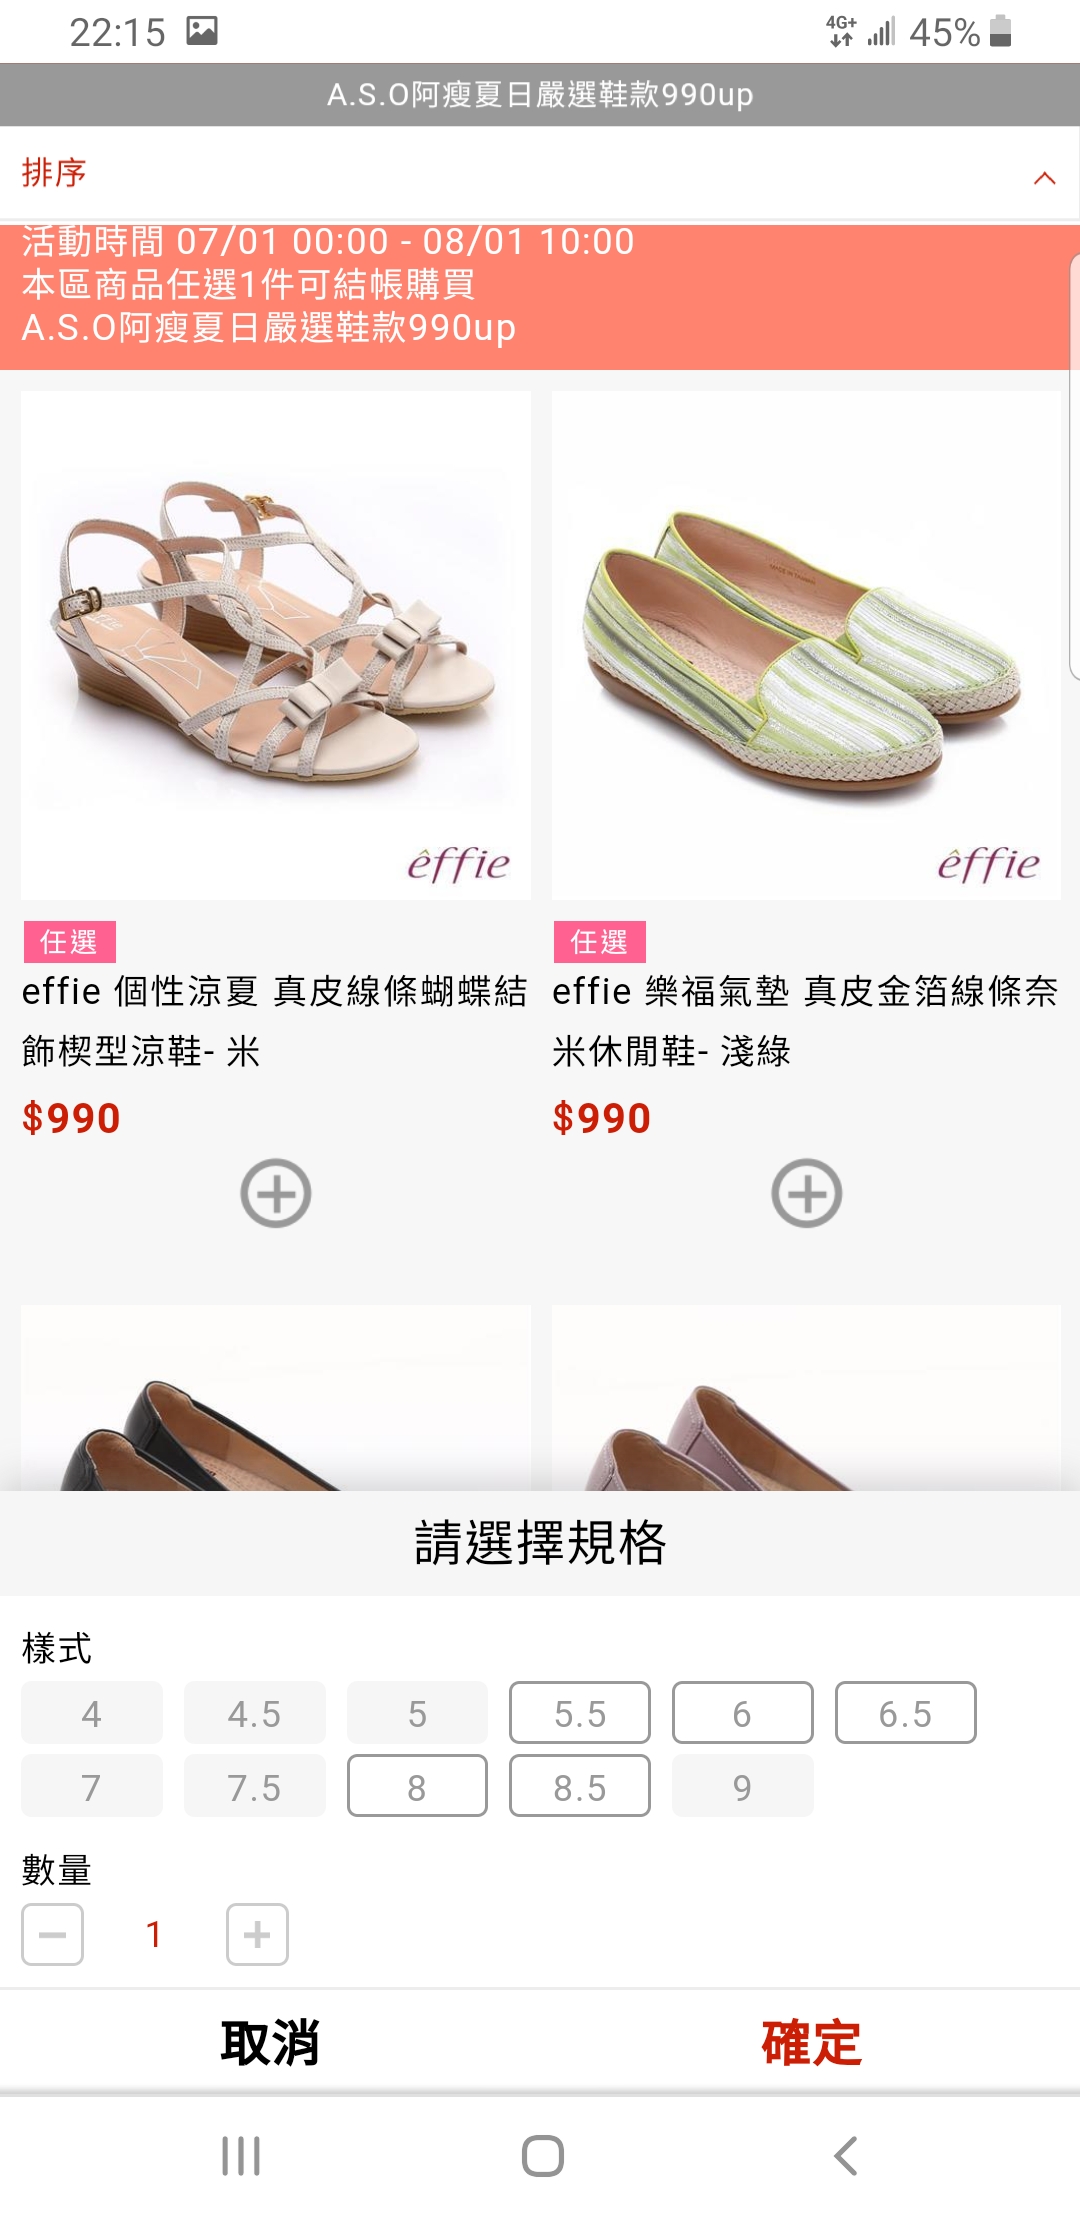 22:15
4G+ 45%
A.S.O阿瘦夏日嚴選鞋款990up
排序
活動時間 07/01 00:00 - 08/01 10:00
本區商品任選1件可結帳購買
A.S.O阿瘦夏日嚴選鞋款990up
êffie
êffie
任選
effie 個性涼夏 真皮線條蝴蝶結
飾楔型涼鞋- 米
$990
任選
effie 樂福氣墊 真皮金箔線條奈
米休閒鞋- 淺綠
$990
請選擇規格
樣式
4 4.5 5 5.5 6 6.5
7 7.5 8 8.5 9
數量
1
取消 確定